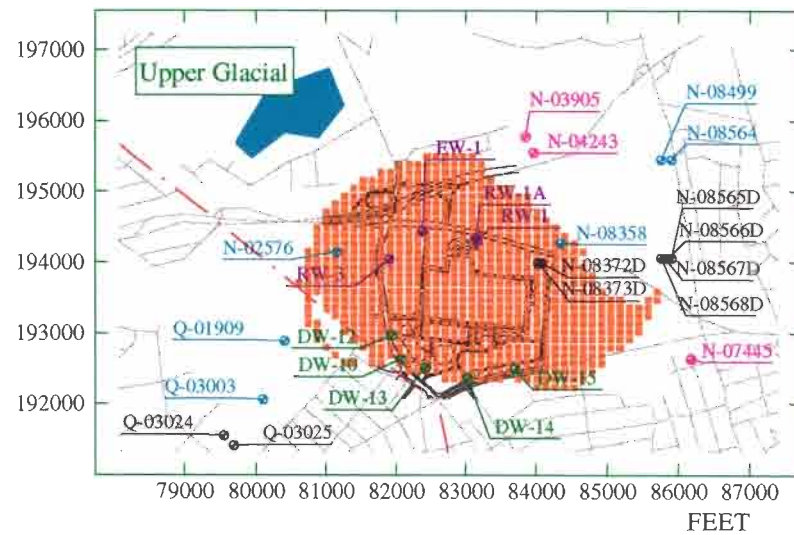 197000
Upper Glacial
N-08499
N-03905
196000
N-08564
N-04243
EW-1
195000
RW-1A
N-08565D
RW-1
N-08566D
N-08358
N-02576
194000
N-08372D
N-08567D
RW-3
N-08373D
N-08568D
193000
Q-01909
DW-12
N-07445
DW-10
DW-15
Q-03003
DW-13
192000
Q-03024
Q-03025
DW-14
191000
79000 80000 81000 82000 83000 84000 85000 86000 87000
FEET